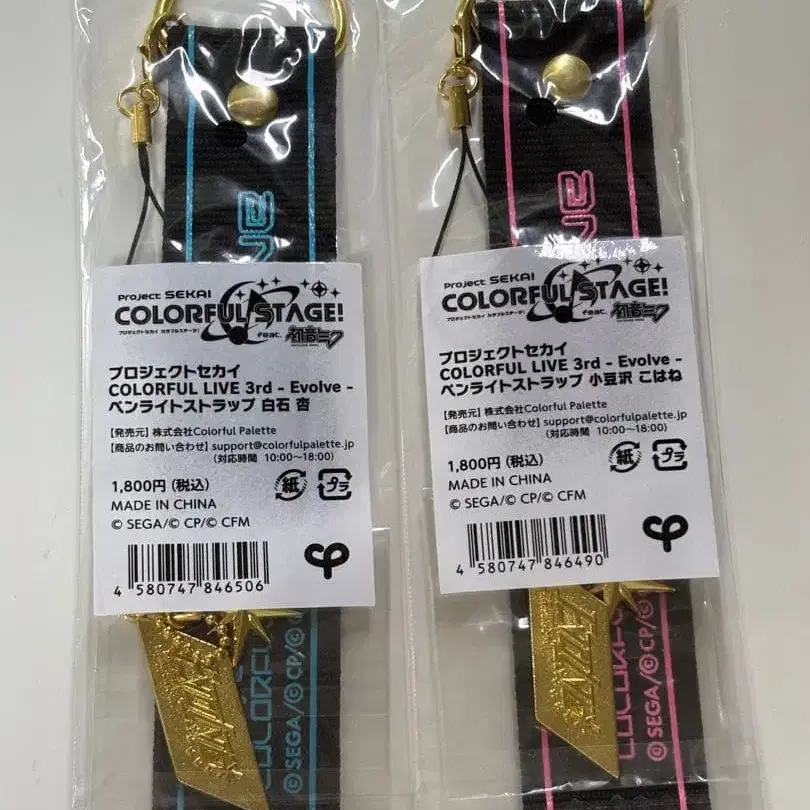 Project SEKAI
COLORFUL STAGE!
プロジェクトセカイ カラフルステージ!
feat. 初音ミク
プロジェクトセカイ
COLORFUL LIVE 3rd - Evolve -
ペンライトストラップ 白石 杏
【発売元】株式会社Colorful Palette
【商品のお問い合わせ】support@colorfulpalette.jp
(対応時間 10:00~18:00)
1,800円(税込)
紙
プラ
MADE IN CHINA
© SEGA/© CP/© CFM
4 580747 846506
COLORFU
© SEGA/© CP/©
Project SEKAI
COLORFUL STAGE!
プロジェクトセカイ カラフルステージ!
feat. 初音ミク
プロジェクトセカイ
COLORFUL LIVE 3rd - Evolve -
ペンライトストラップ 小豆沢 こはね
【発売元】株式会社Colorful Palette
【商品のお問い合わせ】support@colorfulpalette.jp
(対応時間 10:00~18:00)
1,800円(税込)
紙
プラ
MADE IN CHINA
© SEGA/© CP/© CFM
4 580747 846490
COLORFU
© SEGA/© CP/©